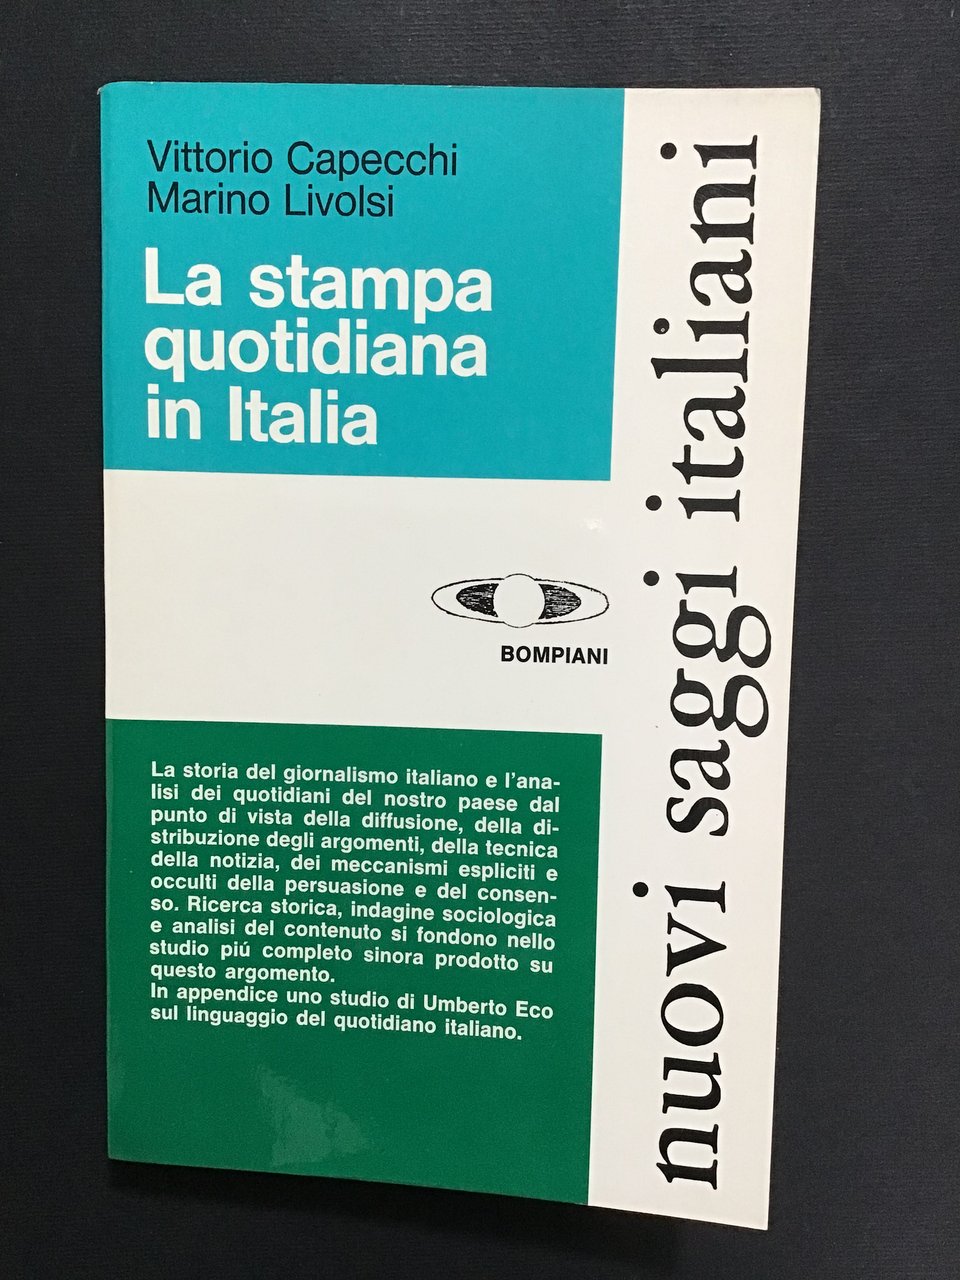 Vittorio Capecchi
Marino Livolsi
La stampa
quotidiana
in Italia
BOMPIANI
La storia del giornalismo italiano e l'ana-
lisi dei quotidiani del nostro paese dal
punto di vista della diffusione, della di-
stribuzione degli argomenti, della tecnica
della notizia, dei meccanismi espliciti e
occulti della persuasione e del consen-
so. Ricerca storica, indagine sociologica
e analisi del contenuto si fondono nello
studio piú completo sinora prodotto su
questo argomento.
In appendice uno studio di Umberto Eco
sul linguaggio del quotidiano italiano.
nuovi saggi italiani